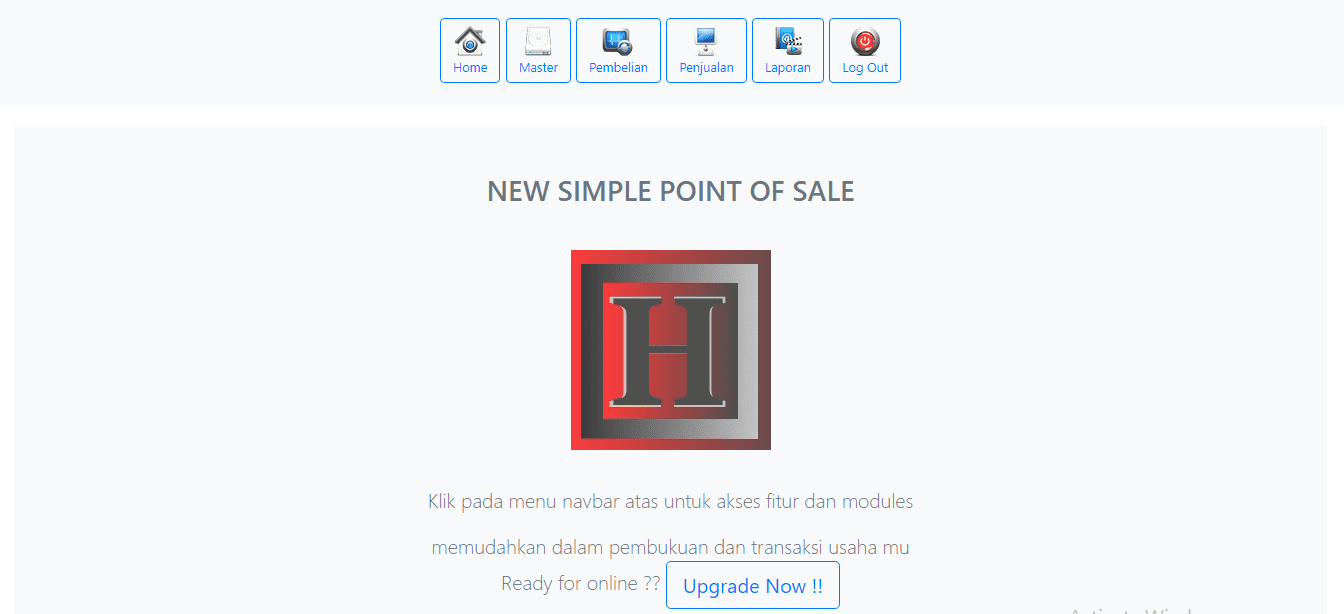 Home Master Pembelian Penjualan Laporan Log Out
NEW SIMPLE POINT OF SALE
H
Klik pada menu navbar atas untuk akses fitur dan modules
memudahkan dalam pembukuan dan transaksi usaha mu
Ready for online ?? Upgrade Now !!